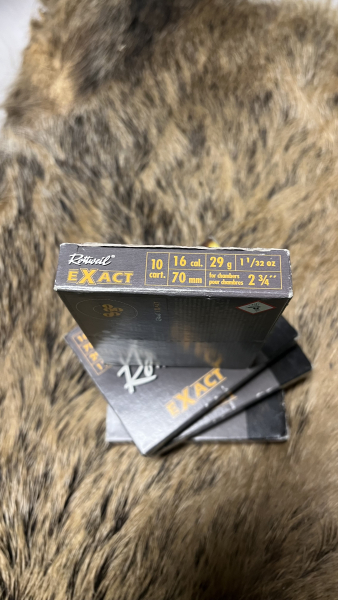 Rottweil
EXACT
10 cart.
16 cal.
70 mm
29 g
1 1/32 oz
for chambers
pour chambres
2 3/4"
EXACT